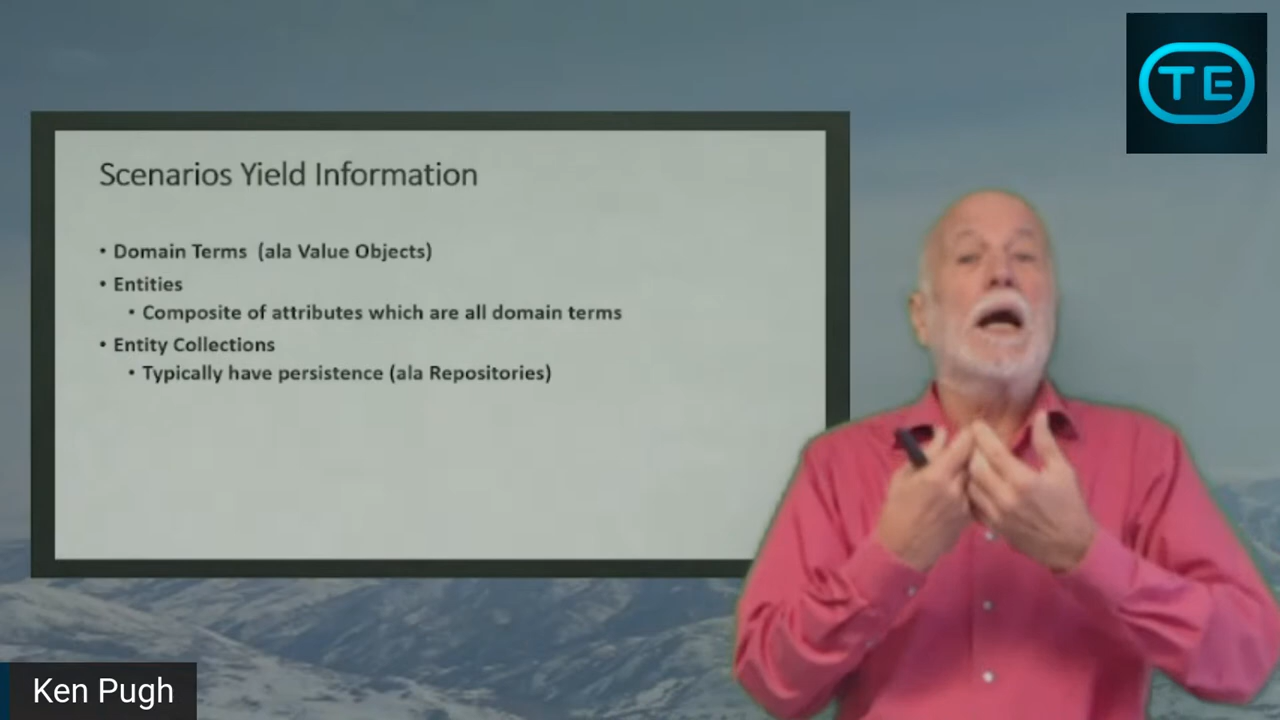 TE
Scenarios Yield Information
• Domain Terms (ala Value Objects)
• Entities
• Composite of attributes which are all domain terms
• Entity Collections
• Typically have persistence (ala Repositories)
Ken Pugh